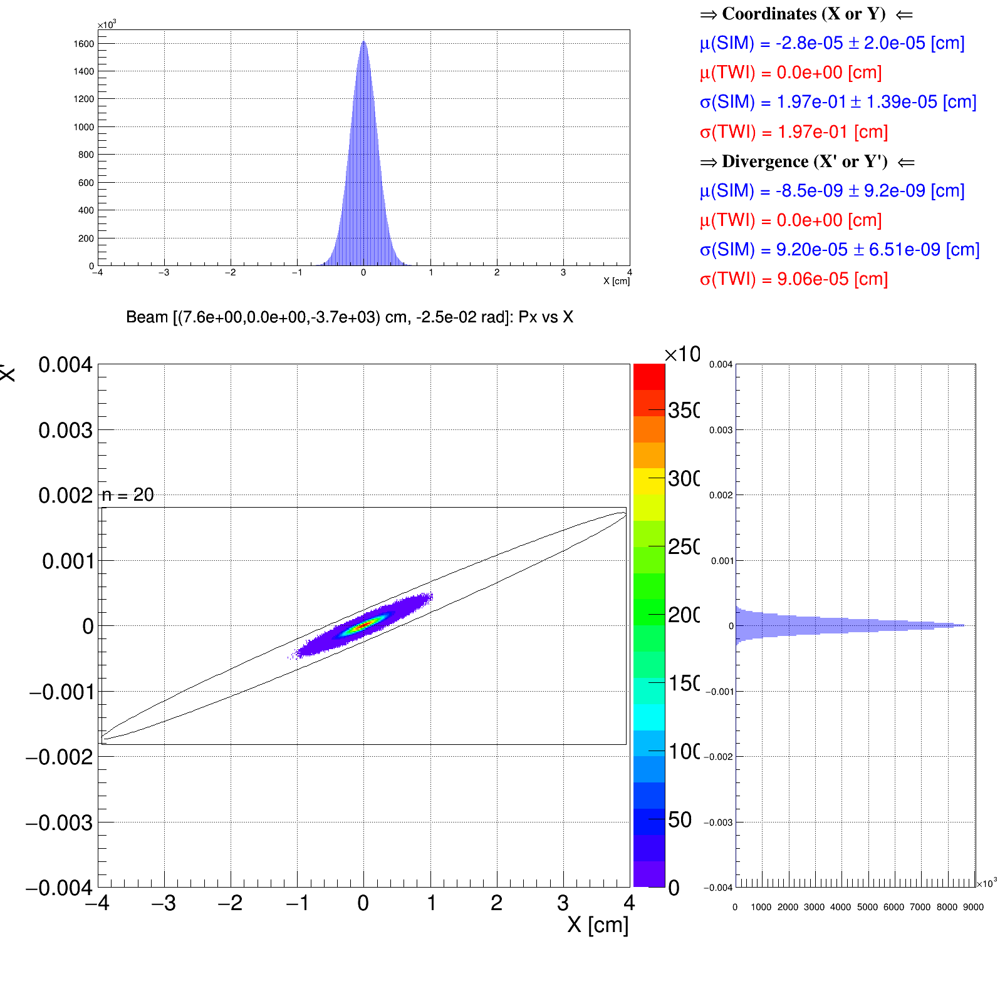 ×10³
1600
1400
1200
1000
800
600
400
200
0
−4 −3 −2 −1 0 1 2 3 4
X [cm]
⇒ Coordinates (X or Y) ⇐
μ(SIM) = -2.8e-05 ± 2.0e-05 [cm]
μ(TWI) = 0.0e+00 [cm]
σ(SIM) = 1.97e-01 ± 1.39e-05 [cm]
σ(TWI) = 1.97e-01 [cm]
⇒ Divergence (X' or Y') ⇐
μ(SIM) = -8.5e-09 ± 9.2e-09 [cm]
μ(TWI) = 0.0e+00 [cm]
σ(SIM) = 9.20e-05 ± 6.51e-09 [cm]
σ(TWI) = 9.06e-05 [cm]
Beam [(7.6e+00,0.0e+00,-3.7e+03) cm, -2.5e-02 rad]: Px vs X
X'
0.004
0.003
0.002
0.001
0
−0.001
−0.002
−0.003
−0.004
n = 20
−4 −3 −2 −1 0 1 2 3 4
X [cm]
×10
350
300
250
200
150
100
50
0
0.004
0.003
0.002
0.001
0
−0.001
−0.002
−0.003
−0.004
0 1000 2000 3000 4000 5000 6000 7000 8000 9000
×10³